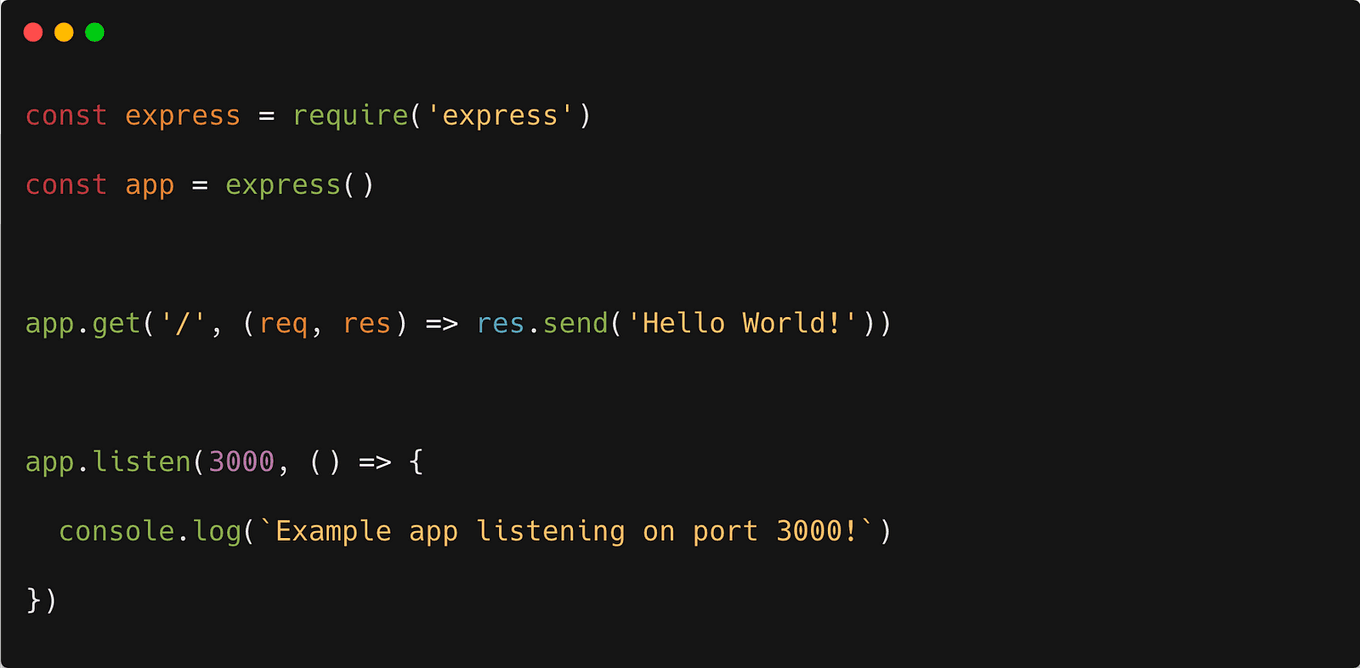 const express = require('express')
const app = express()
app.get('/', (req, res) => res.send('Hello World!'))
app.listen(3000, () => {
  console.log(`Example app listening on port 3000!`)
})